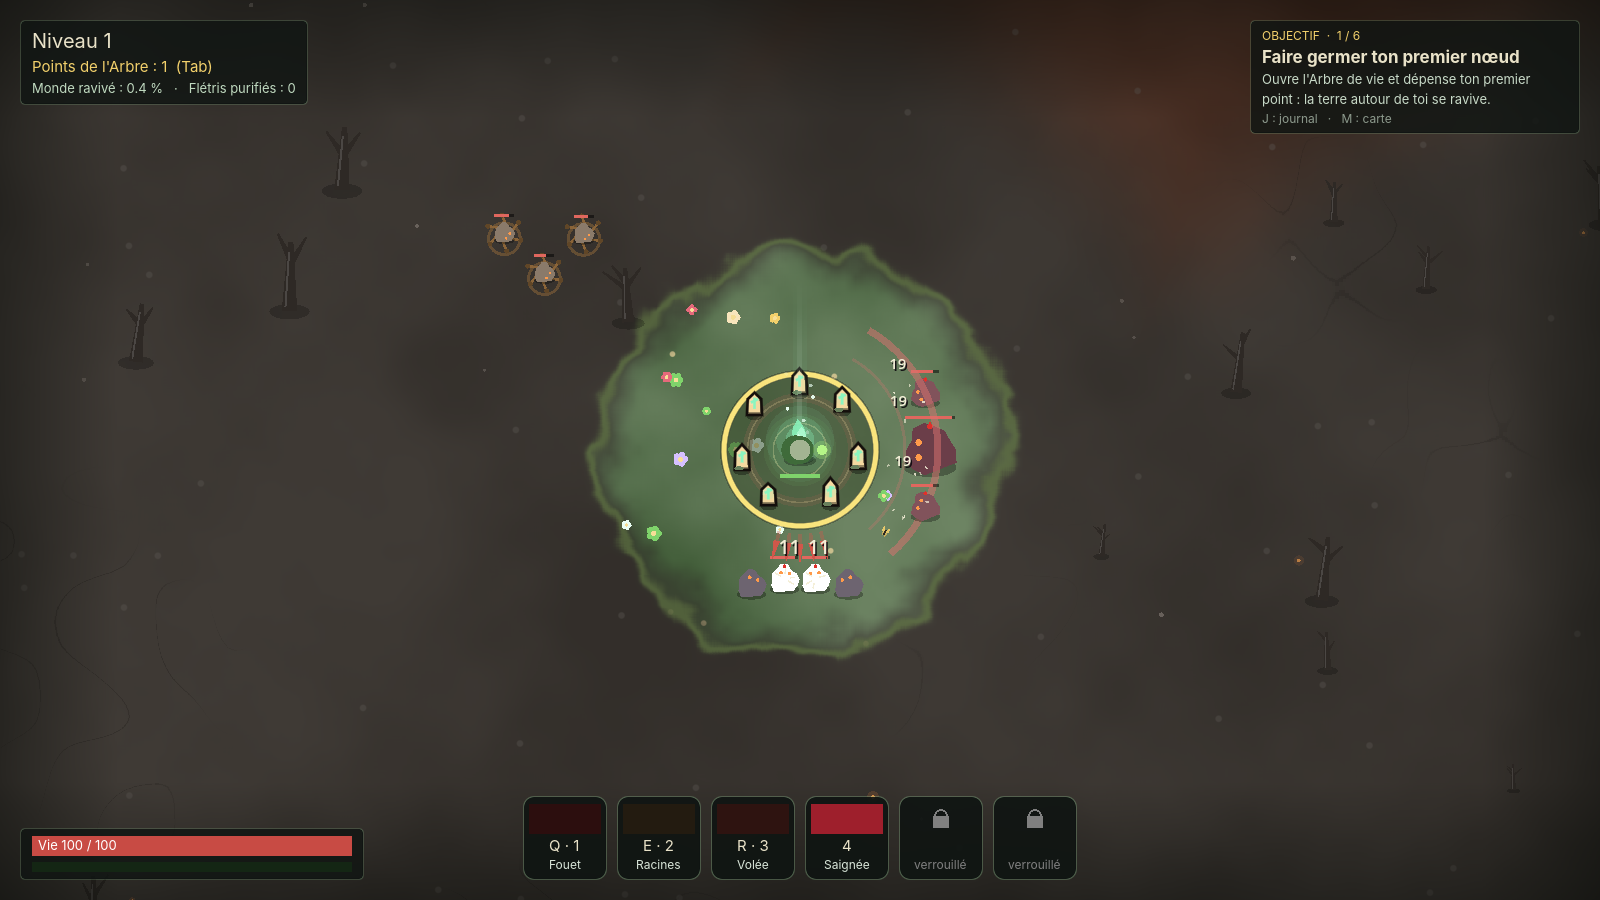 Niveau 1
Points de l'Arbre : 1 (Tab)
Monde ravivé : 0.4 % · Flétris purifiés : 0
OBJECTIF · 1 / 6
Faire germer ton premier nœud
Ouvre l'Arbre de vie et dépense ton premier
point : la terre autour de toi se ravive.
J : journal · M : carte
19
19
19
11 11
Vie 100 / 100
Q · 1
Fouet
E · 2
Racines
R · 3
Volée
4
Saignée
verrouillé
verrouillé